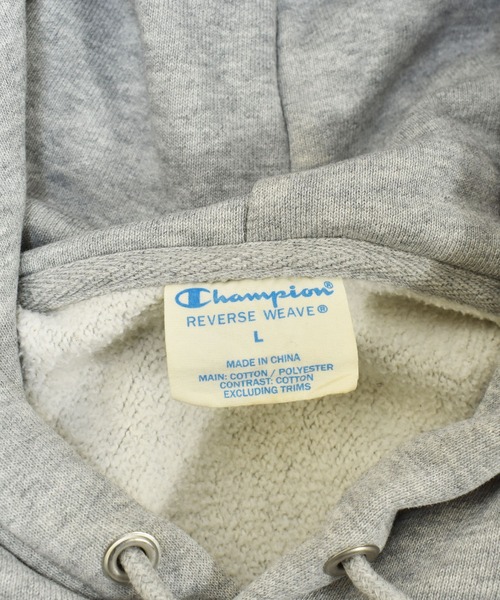 Champion®
REVERSE WEAVE®
L
MADE IN CHINA
MAIN: COTTON / POLYESTER
CONTRAST: COTTON
EXCLUDING TRIMS